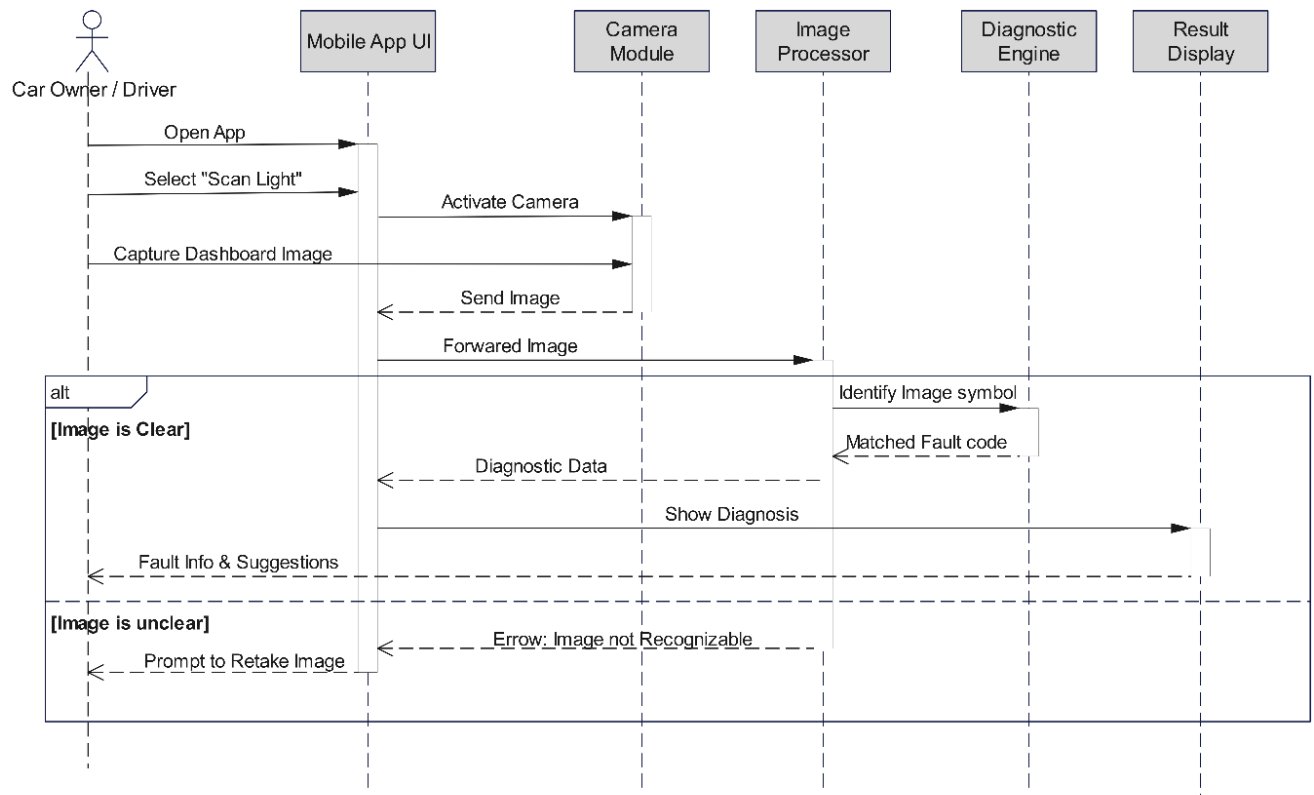 Car Owner / Driver
Mobile App UI
Camera
Module
Image
Processor
Diagnostic
Engine
Result
Display
Open App
Select "Scan Light"
Activate Camera
Capture Dashboard Image
Send Image
Forwared Image
alt
Identify Image symbol
[Image is Clear]
Matched Fault code
Diagnostic Data
Show Diagnosis
Fault Info & Suggestions
[Image is unclear]
Errow: Image not Recognizable
Prompt to Retake Image